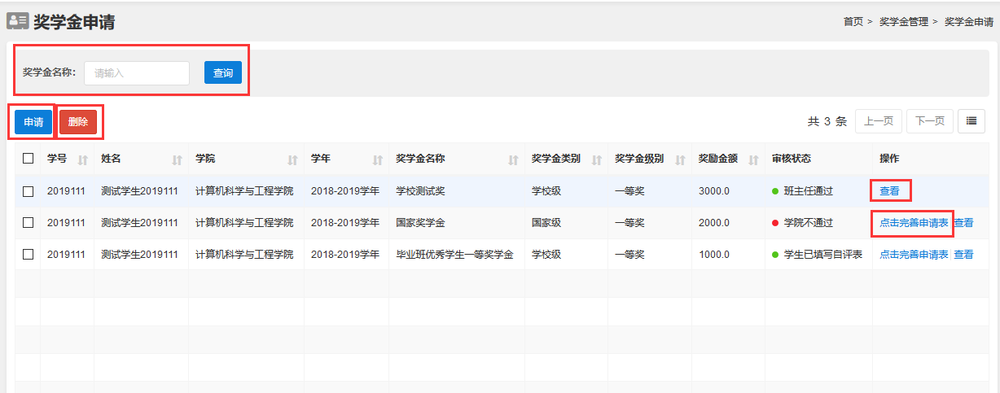 奖学金申请
首页 > 奖学金管理 > 奖学金申请
奖学金名称： 请输入 查询
申请 删除 共 3 条 上一页 下一页
学号 姓名 学院 学年 奖学金名称 奖学金类别 奖学金级别 奖励金额 审核状态 操作
2019111 测试学生2019111 计算机科学与工程学院 2018-2019学年 学校测试奖 学校级 一等奖 3000.0 班主任通过 查看
2019111 测试学生2019111 计算机科学与工程学院 2018-2019学年 国家奖学金 国家级 一等奖 2000.0 学院不通过 点击完善申请表 查看
2019111 测试学生2019111 计算机科学与工程学院 2018-2019学年 毕业班优秀学生一等奖学金 学校级 一等奖 1000.0 学生已填写自评表 点击完善申请表 查看